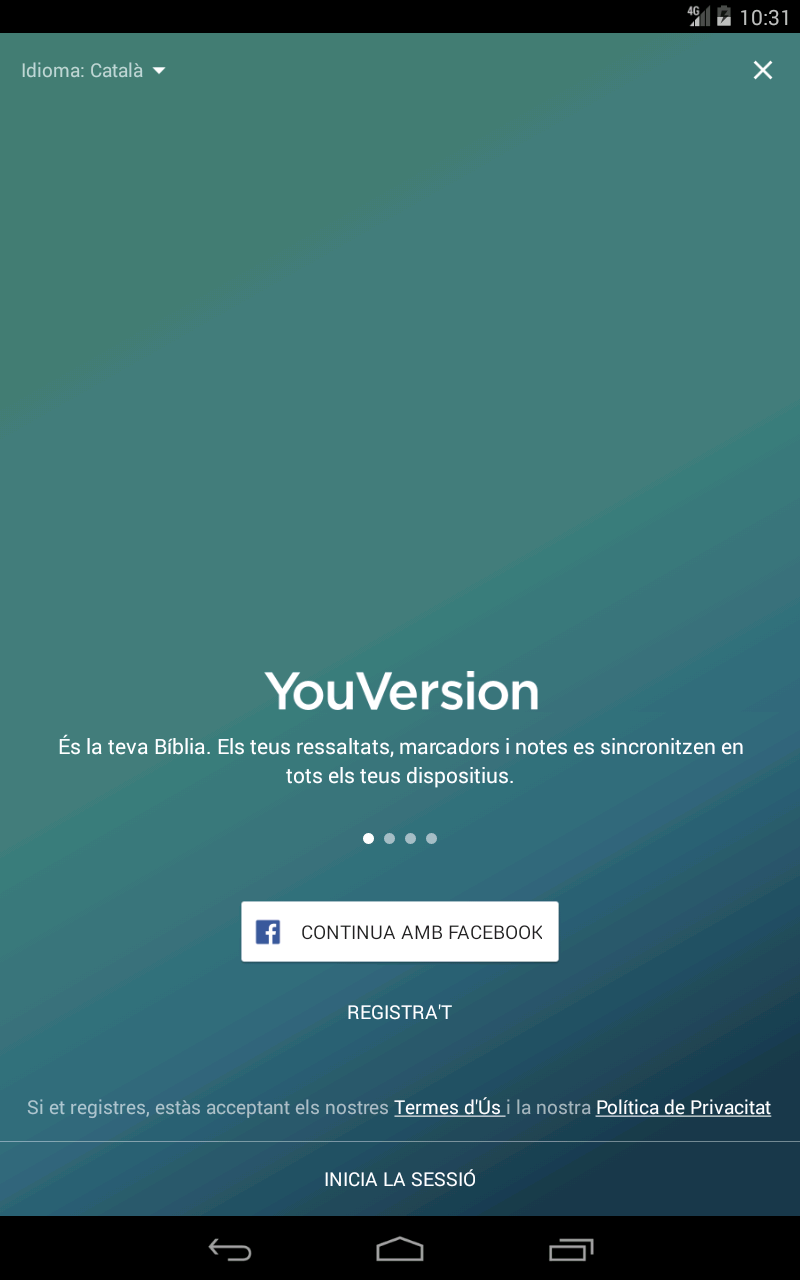 4G 10:31
Idioma: Català
YouVersion
És la teva Bíblia. Els teus ressaltats, marcadors i notes es sincronitzen en
tots els teus dispositius.
CONTINUA AMB FACEBOOK
REGISTRA'T
Si et registres, estàs acceptant els nostres Termes d'Ús i la nostra Política de Privacitat
INICIA LA SESSIÓ